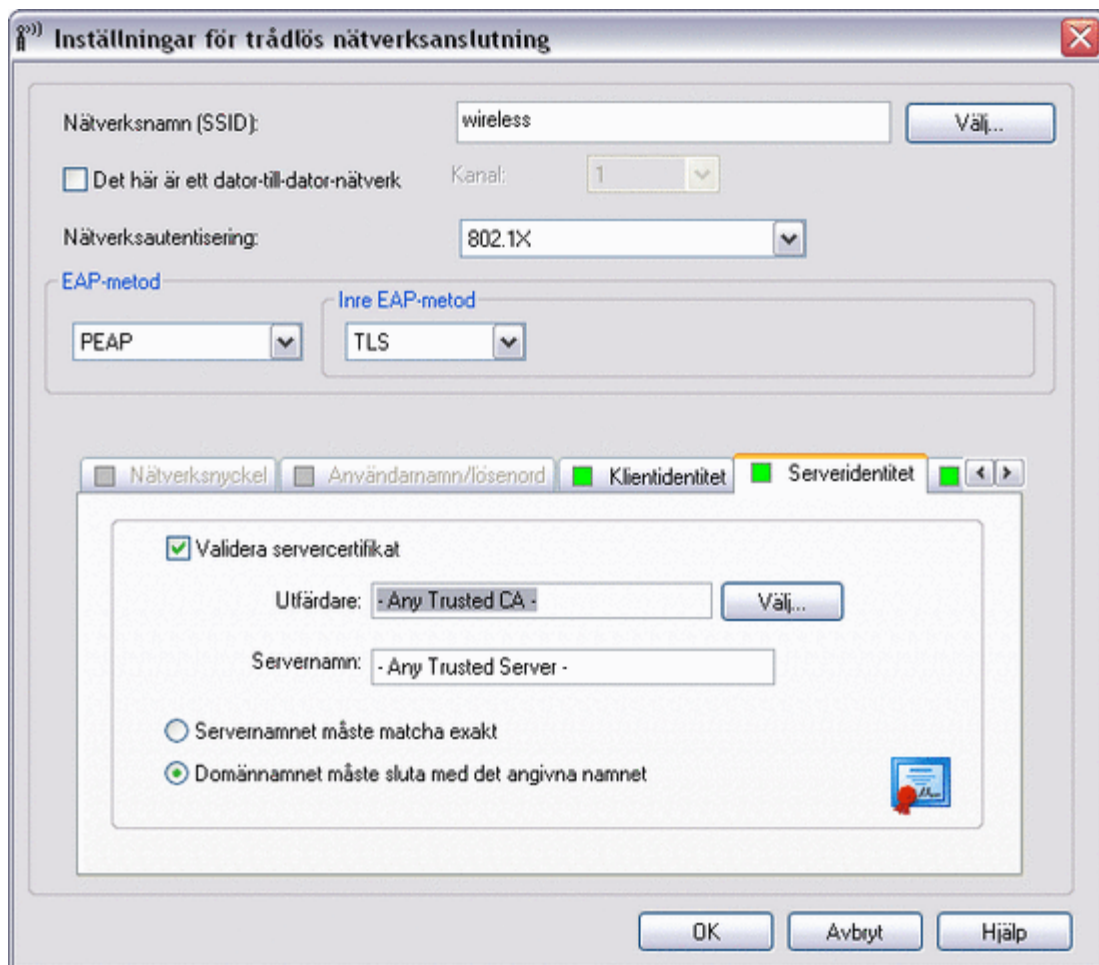 Inställningar för trådlös nätverksanslutning
Nätverksnamn (SSID): wireless Välj...
Det här är ett dator-till-dator-nätverk Kanal: 1
Nätverksautentisering: 802.1X
EAP-metod
Inre EAP-metod
PEAP TLS
Nätverksnyckel Användarnamn/lösenord Klientidentitet Serveridentitet
Validera servercertifikat
Utfärdare: - Any Trusted CA - Välj...
Servernamn: - Any Trusted Server -
Servernamnet måste matcha exakt
Domännamnet måste sluta med det angivna namnet
OK Avbryt Hjälp